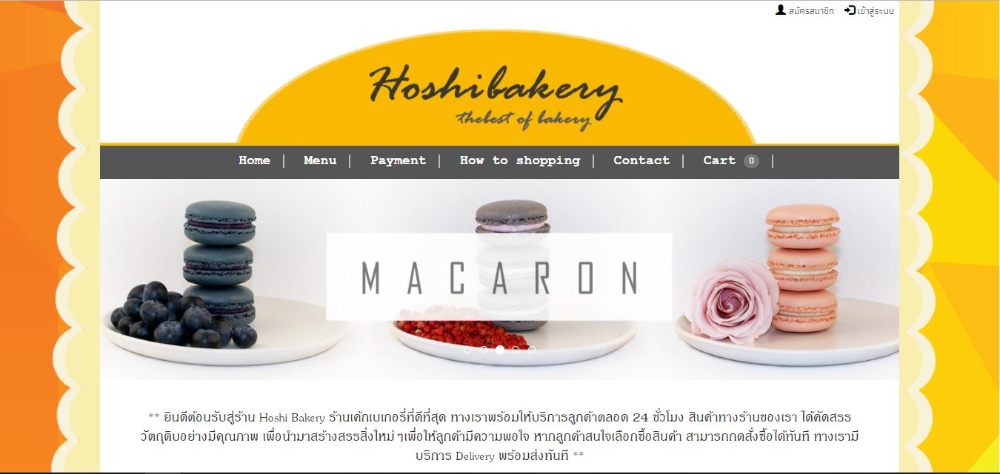 สมัครสมาชิก เข้าสู่ระบบ
Hoshibakery
thebest of bakery
Home | Menu | Payment | How to shopping | Contact | Cart 0 |
MACARON
** ยินดีต้อนรับสู่ร้าน Hoshi Bakery ร้านเค้กเบเกอรี่ที่ดีที่สุด ทางเราพร้อมให้บริการลูกค้าตลอด 24 ชั่วโมง สินค้าทางร้านของเรา ได้คัดสรร
วัตถุดิบอย่างมีคุณภาพ เพื่อนำมาสร้างสรรสิ่งใหม่ ๆเพื่อให้ลูกค้ามีความพอใจ หากลูกค้าสนใจเลือกซื้อสินค้า สามารถกดสั่งซื้อได้ทันที ทางเรามี
บริการ Delivery พร้อมส่งทันที **